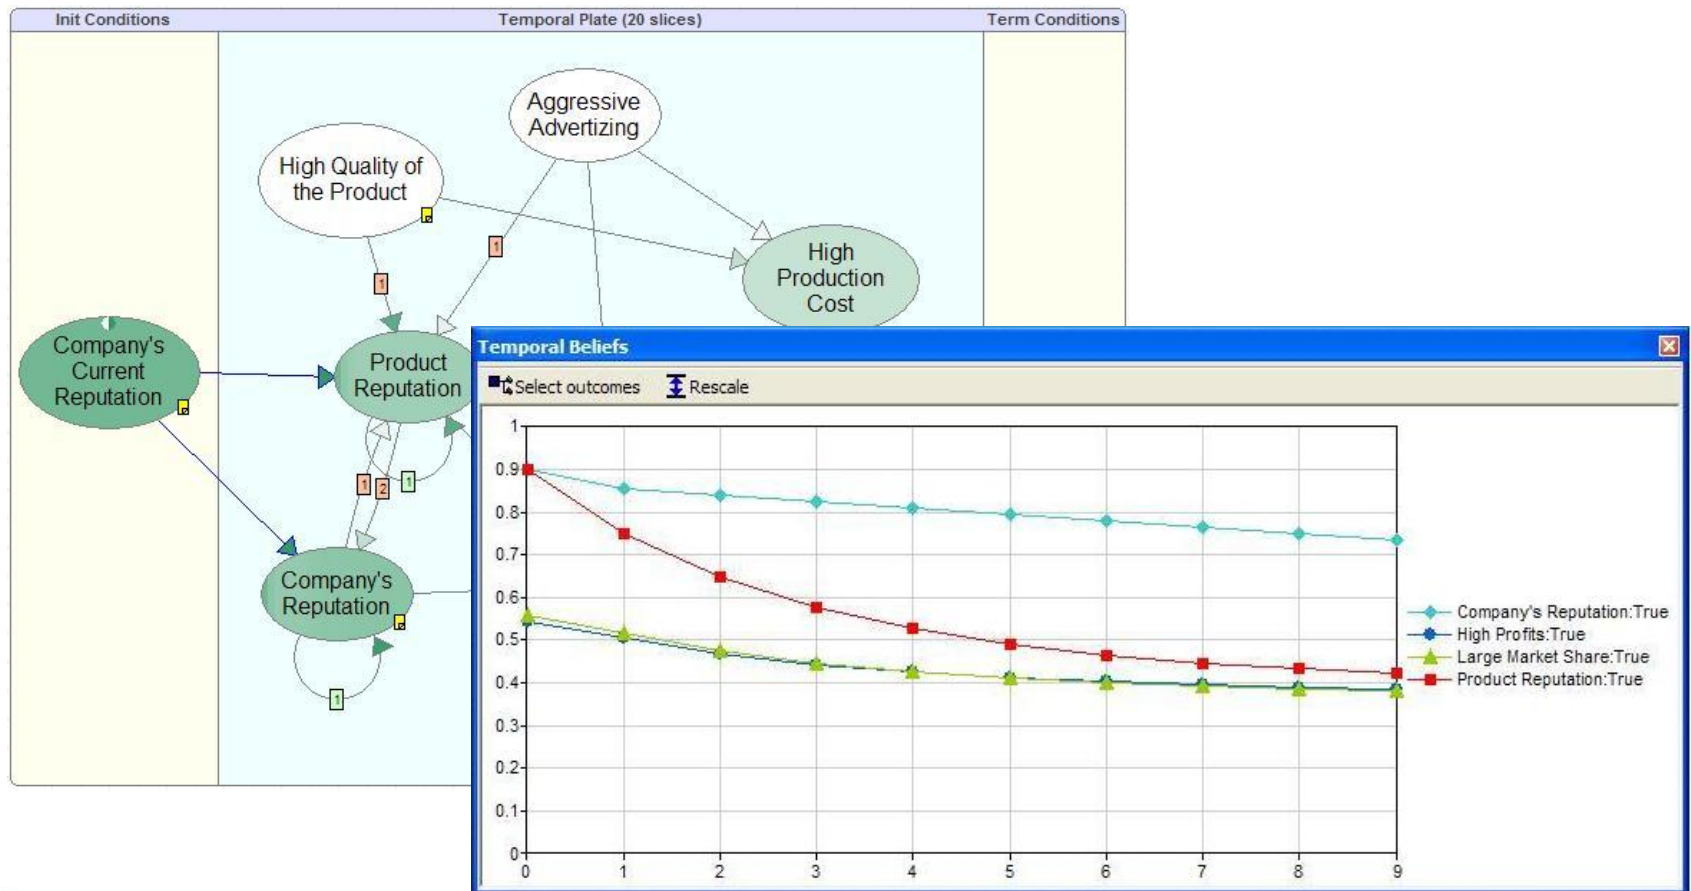 Init Conditions
Temporal Plate (20 slices)
Term Conditions
Aggressive
Advertizing
High Quality of
the Product
1
1
High
Production
Cost
Company's
Current
Reputation
Product
Reputation
1
2
1
Company's
Reputation
1
Temporal Beliefs
Select outcomes
Rescale
1
0.9
0.8
0.7
0.6
0.5
0.4
0.3
0.2
0.1
0
0 1 2 3 4 5 6 7 8 9
Company's Reputation:True
High Profits:True
Large Market Share:True
Product Reputation:True